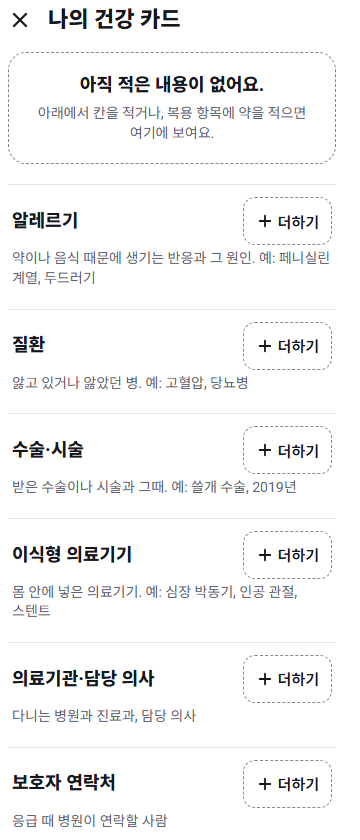 나의 건강 카드
아직 적은 내용이 없어요.
아래에서 칸을 적거나, 복용 항목에 약을 적으면
여기에 보여요.
알레르기
+ 더하기
약이나 음식 때문에 생기는 반응과 그 원인. 예: 페니실린
계열, 두드러기
질환
+ 더하기
앓고 있거나 앓았던 병. 예: 고혈압, 당뇨병
수술·시술
+ 더하기
받은 수술이나 시술과 그때. 예: 쓸개 수술, 2019년
이식형 의료기기
+ 더하기
몸 안에 넣은 의료기기. 예: 심장 박동기, 인공 관절,
스텐트
의료기관·담당 의사
+ 더하기
다니는 병원과 진료과, 담당 의사
보호자 연락처
+ 더하기
응급 때 병원이 연락할 사람